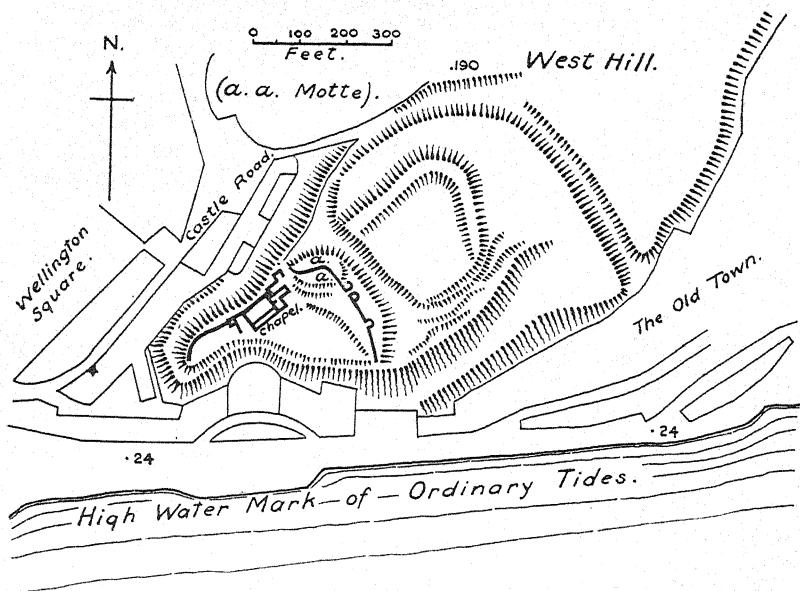 N.
0 100 200 300
Feet.
(a.a. Motte).
.190
West Hill.
Castle Road.
Wellington
Square.
a.
a.
Chapel.
The Old Town.
.24
.24
High Water Mark — of — Ordinary Tides.